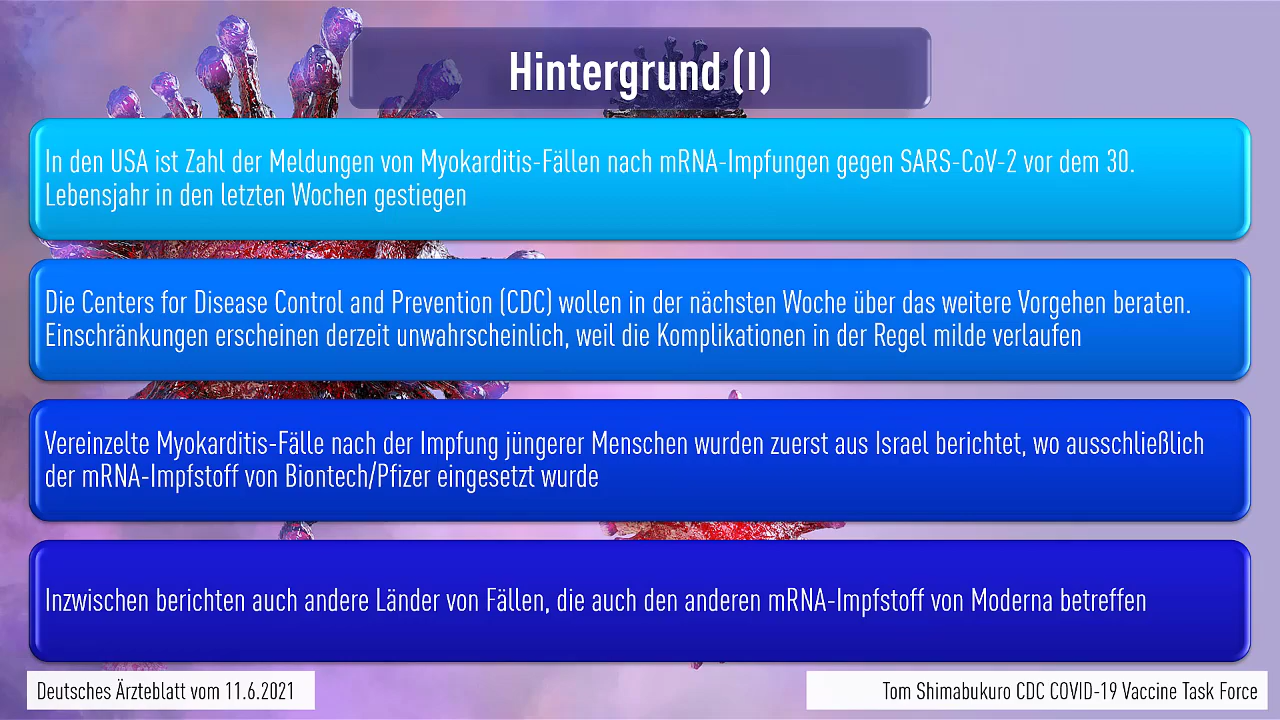 Hintergrund (I)
In den USA ist Zahl der Meldungen von Myokarditis-Fällen nach mRNA-Impfungen gegen SARS-CoV-2 vor dem 30.
Lebensjahr in den letzten Wochen gestiegen
Die Centers for Disease Control and Prevention (CDC) wollen in der nächsten Woche über das weitere Vorgehen beraten.
Einschränkungen erscheinen derzeit unwahrscheinlich, weil die Komplikationen in der Regel milde verlaufen
Vereinzelte Myokarditis-Fälle nach der Impfung jüngerer Menschen wurden zuerst aus Israel berichtet, wo ausschließlich
der mRNA-Impfstoff von Biontech/Pfizer eingesetzt wurde
Inzwischen berichten auch andere Länder von Fällen, die auch den anderen mRNA-Impfstoff von Moderna betreffen
Deutsches Ärzteblatt vom 11.6.2021
Tom Shimabukuro CDC COVID-19 Vaccine Task Force